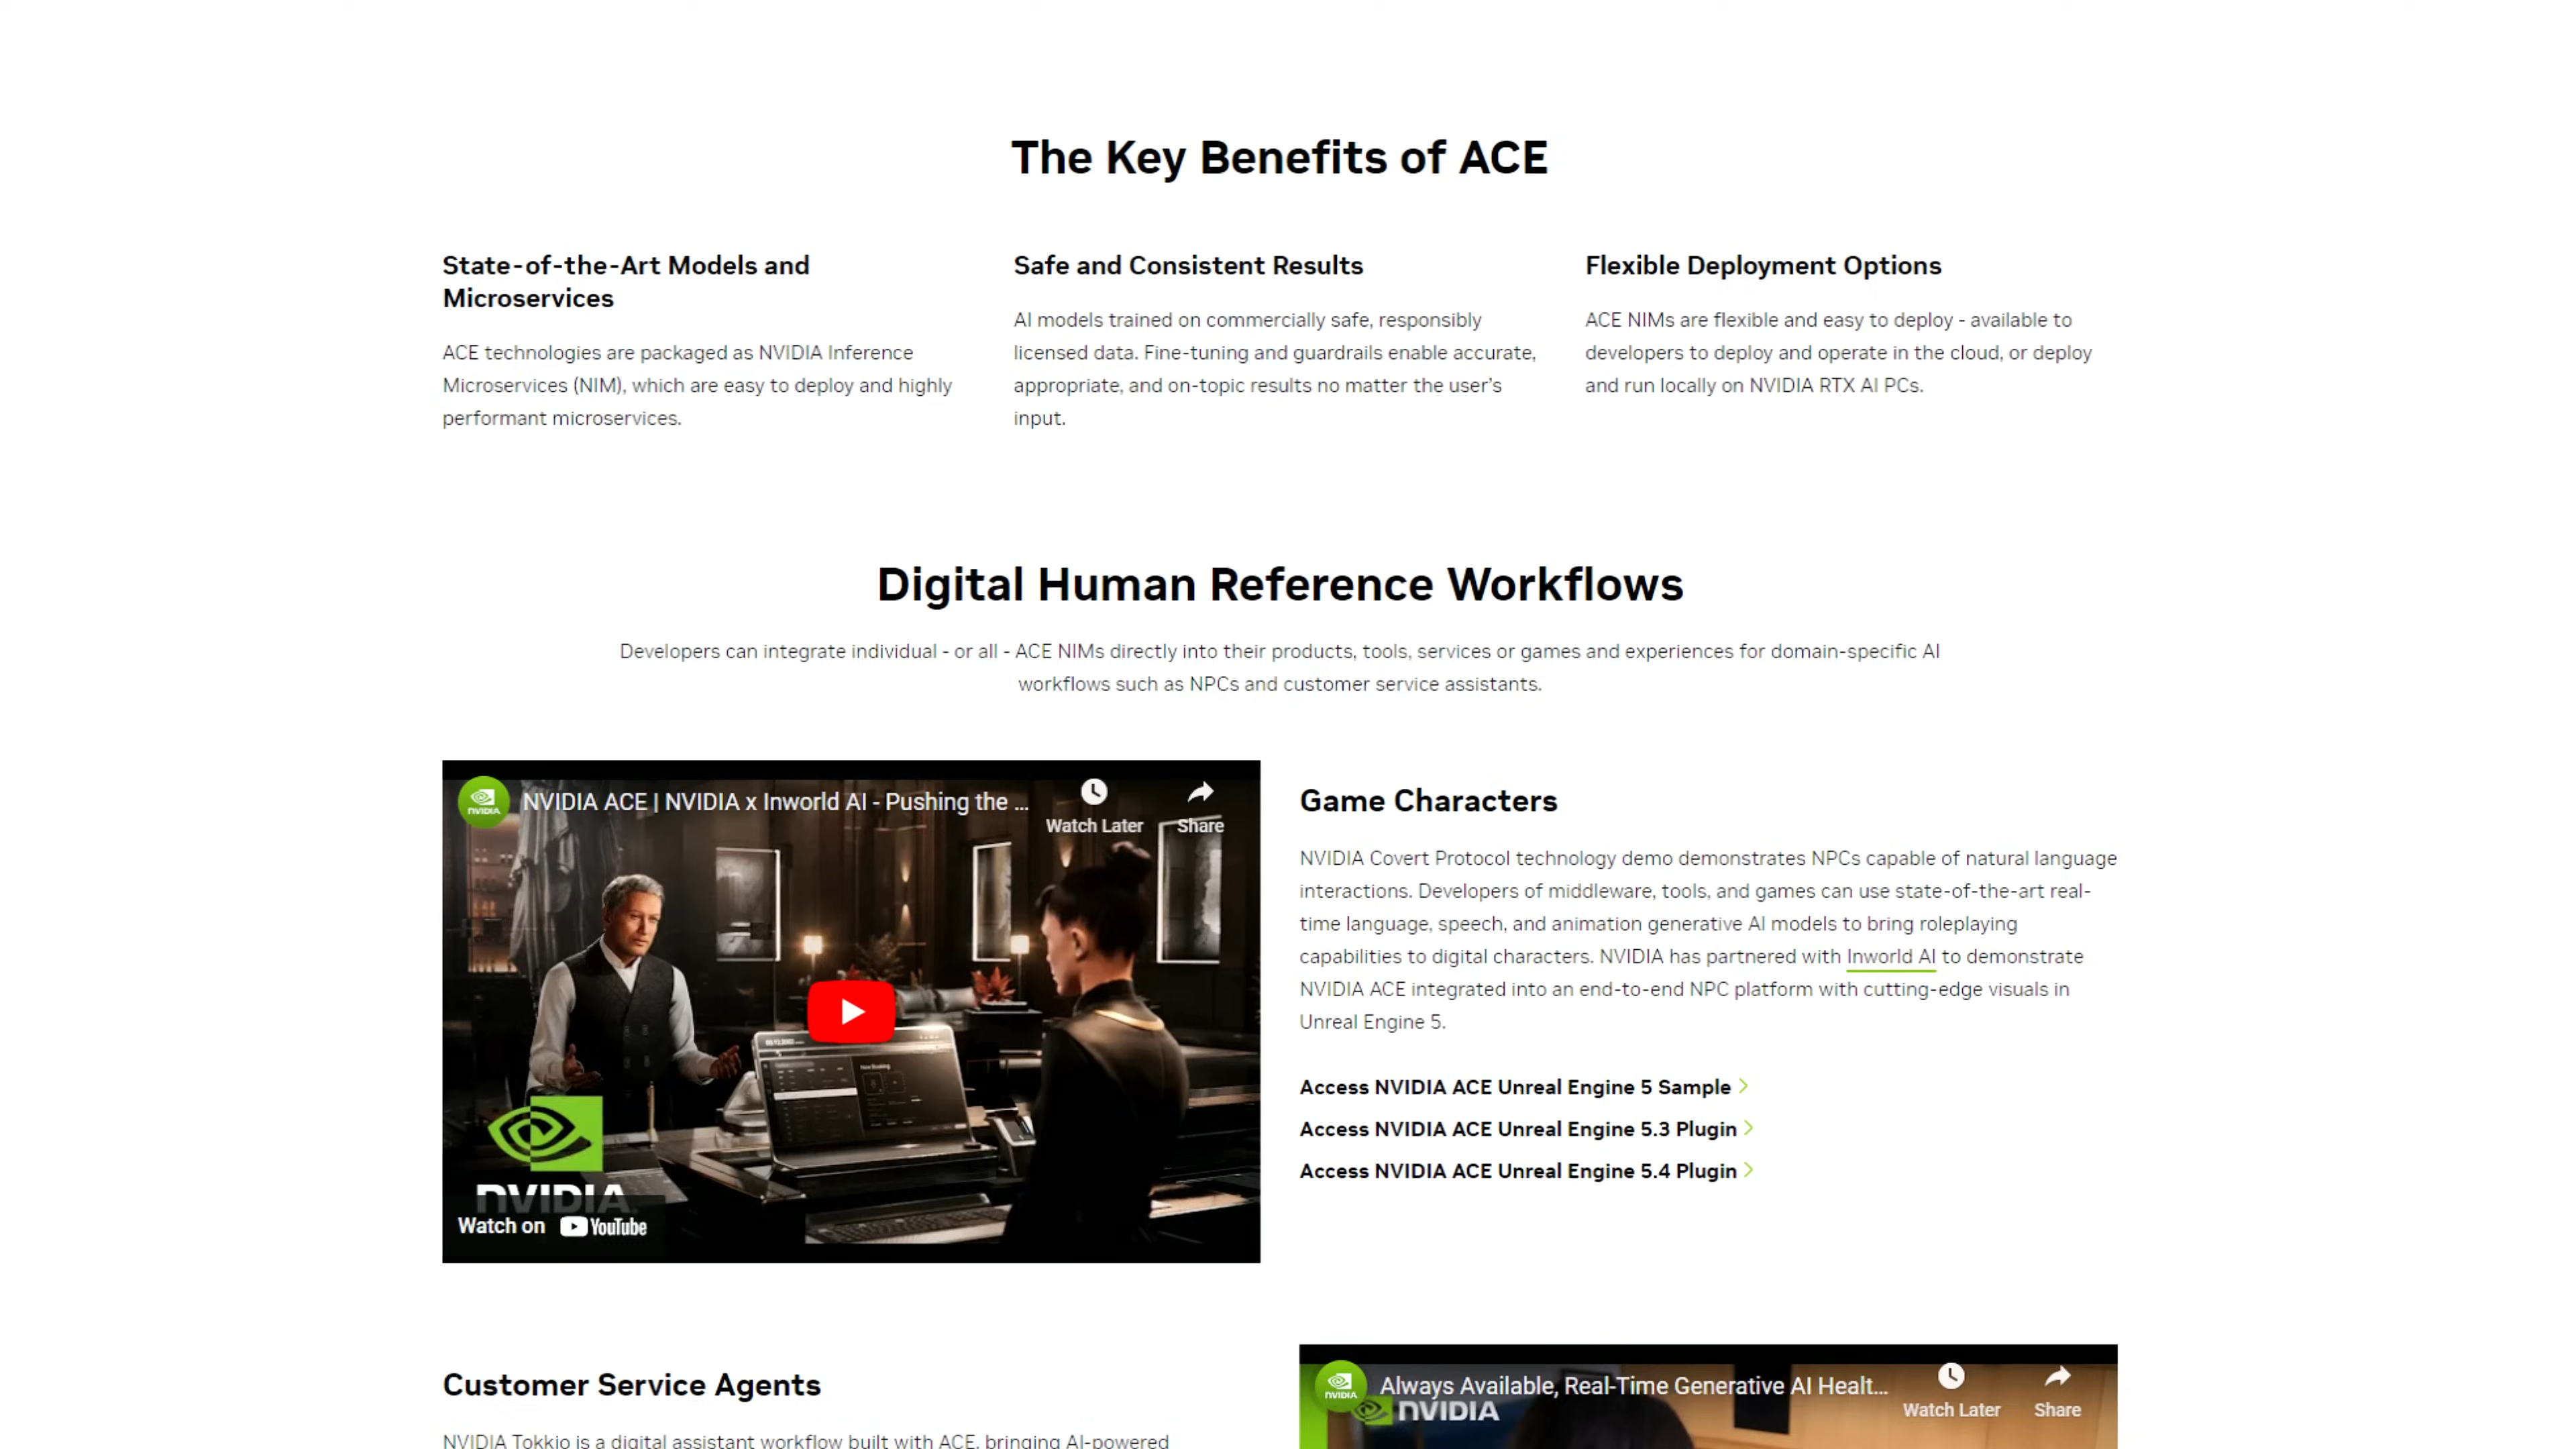 The Key Benefits of ACE
State-of-the-Art Models and
Microservices
ACE technologies are packaged as NVIDIA Inference
Microservices (NIM), which are easy to deploy and highly
performant microservices.
Safe and Consistent Results
AI models trained on commercially safe, responsibly
licensed data. Fine-tuning and guardrails enable accurate,
appropriate, and on-topic results no matter the user's
input.
Flexible Deployment Options
ACE NIMs are flexible and easy to deploy - available to
developers to deploy and operate in the cloud, or deploy
and run locally on NVIDIA RTX AI PCs.
Digital Human Reference Workflows
Developers can integrate individual - or all - ACE NIMs directly into their products, tools, services or games and experiences for domain-specific AI
workflows such as NPCs and customer service assistants.
NVIDIA
NVIDIA ACE | NVIDIA x Inworld AI - Pushing the ...
Watch Later
Share
New Booking
NVIDIA
Watch on YouTube
Game Characters
NVIDIA Covert Protocol technology demo demonstrates NPCs capable of natural language
interactions. Developers of middleware, tools, and games can use state-of-the-art real-
time language, speech, and animation generative AI models to bring roleplaying
capabilities to digital characters. NVIDIA has partnered with Inworld AI to demonstrate
NVIDIA ACE integrated into an end-to-end NPC platform with cutting-edge visuals in
Unreal Engine 5.
Access NVIDIA ACE Unreal Engine 5 Sample
Access NVIDIA ACE Unreal Engine 5.3 Plugin
Access NVIDIA ACE Unreal Engine 5.4 Plugin
Customer Service Agents
NVIDIA Tokkio is a digital assistant workflow built with ACE, bringing AI-powered
NVIDIA
Always Available, Real-Time Generative AI Healt...
Watch Later
Share
NVIDIA